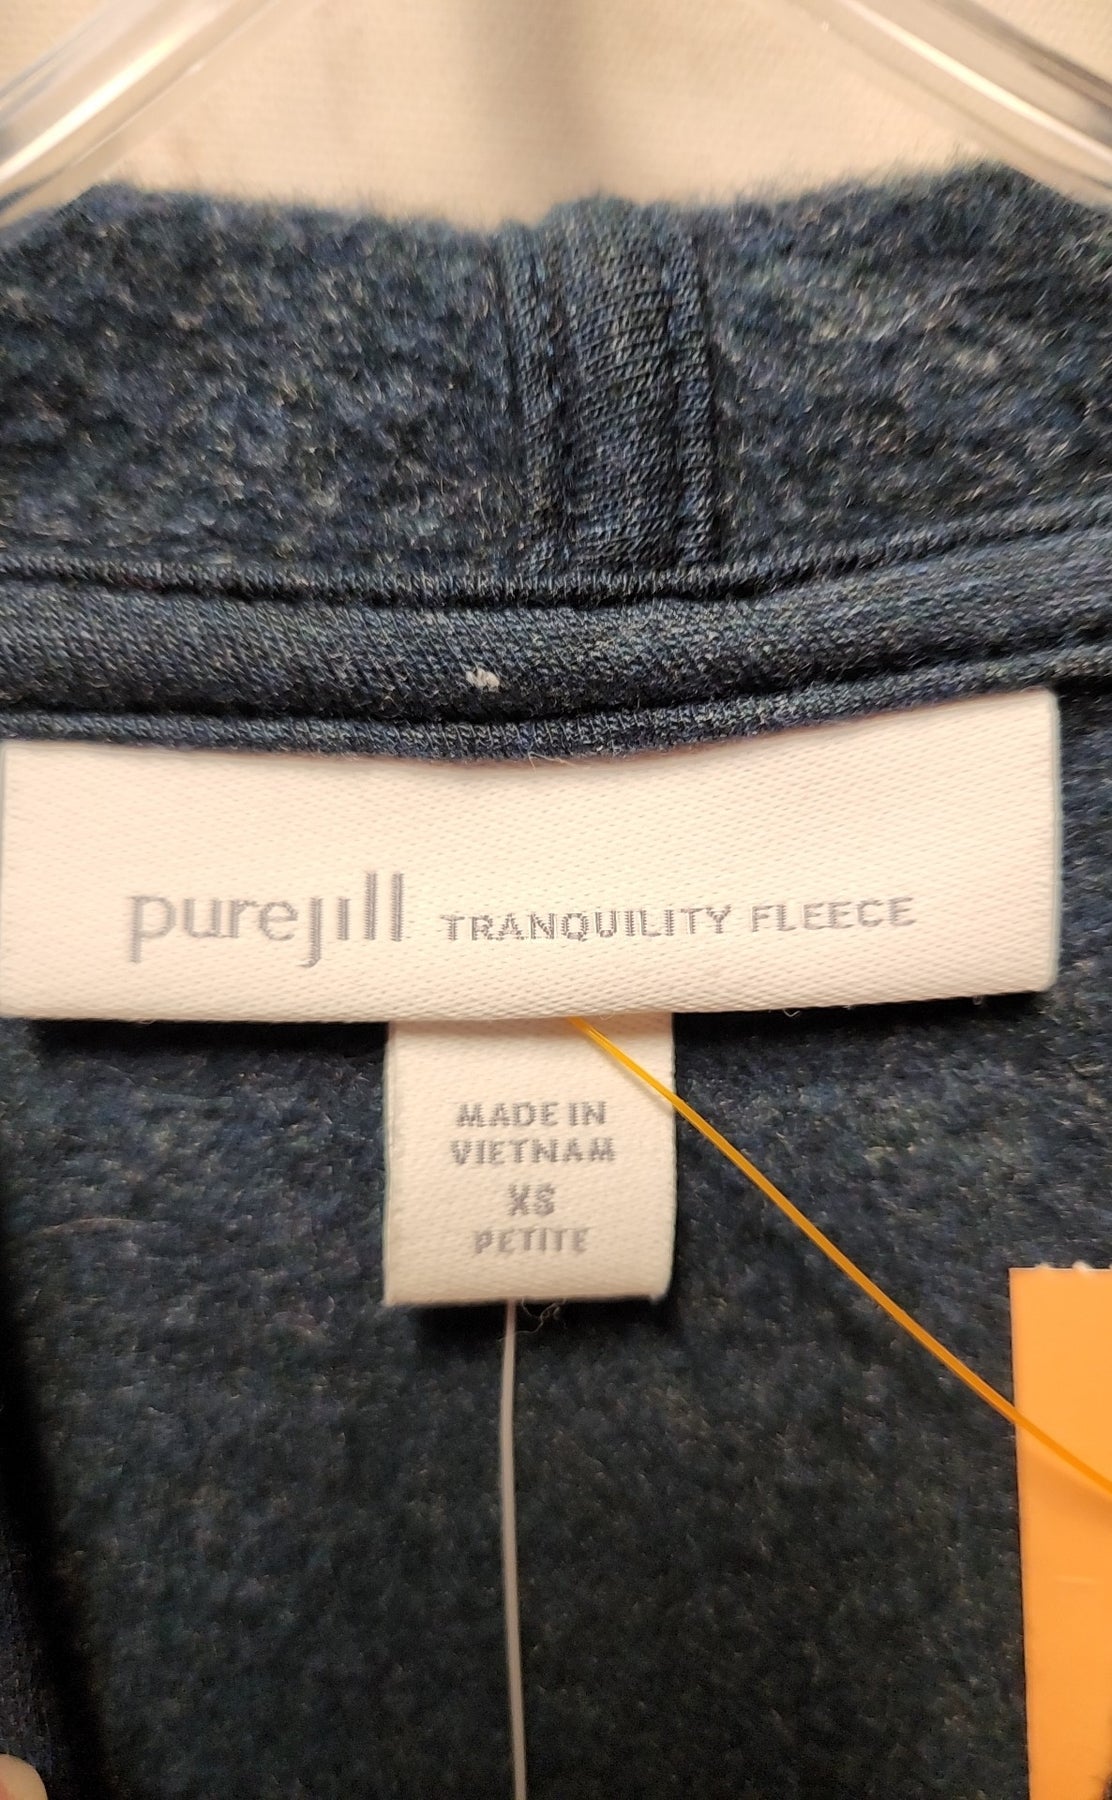 purejill TRANQUILITY FLEECE
MADE IN
VIETNAM
XS
PETITE